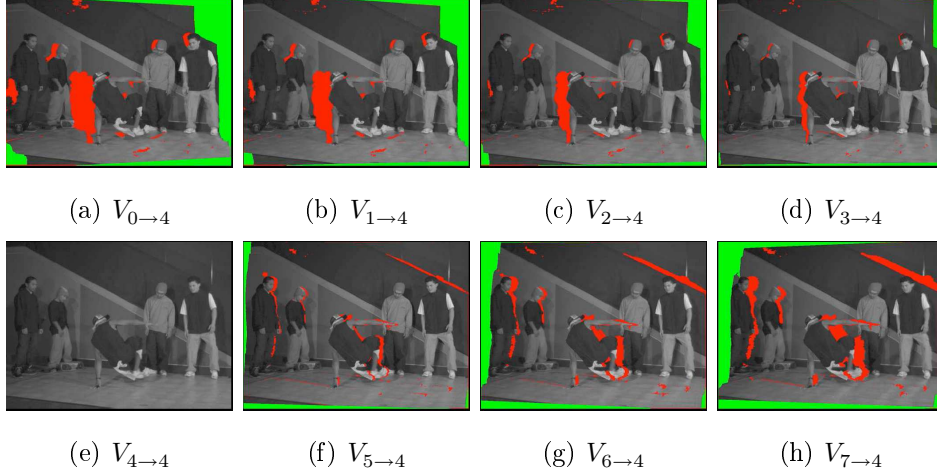 (a) V₀→₄ (b) V₁→₄ (c) V₂→₄ (d) V₃→₄
(e) V₄→₄ (f) V₅→₄ (g) V₆→₄ (h) V₇→₄